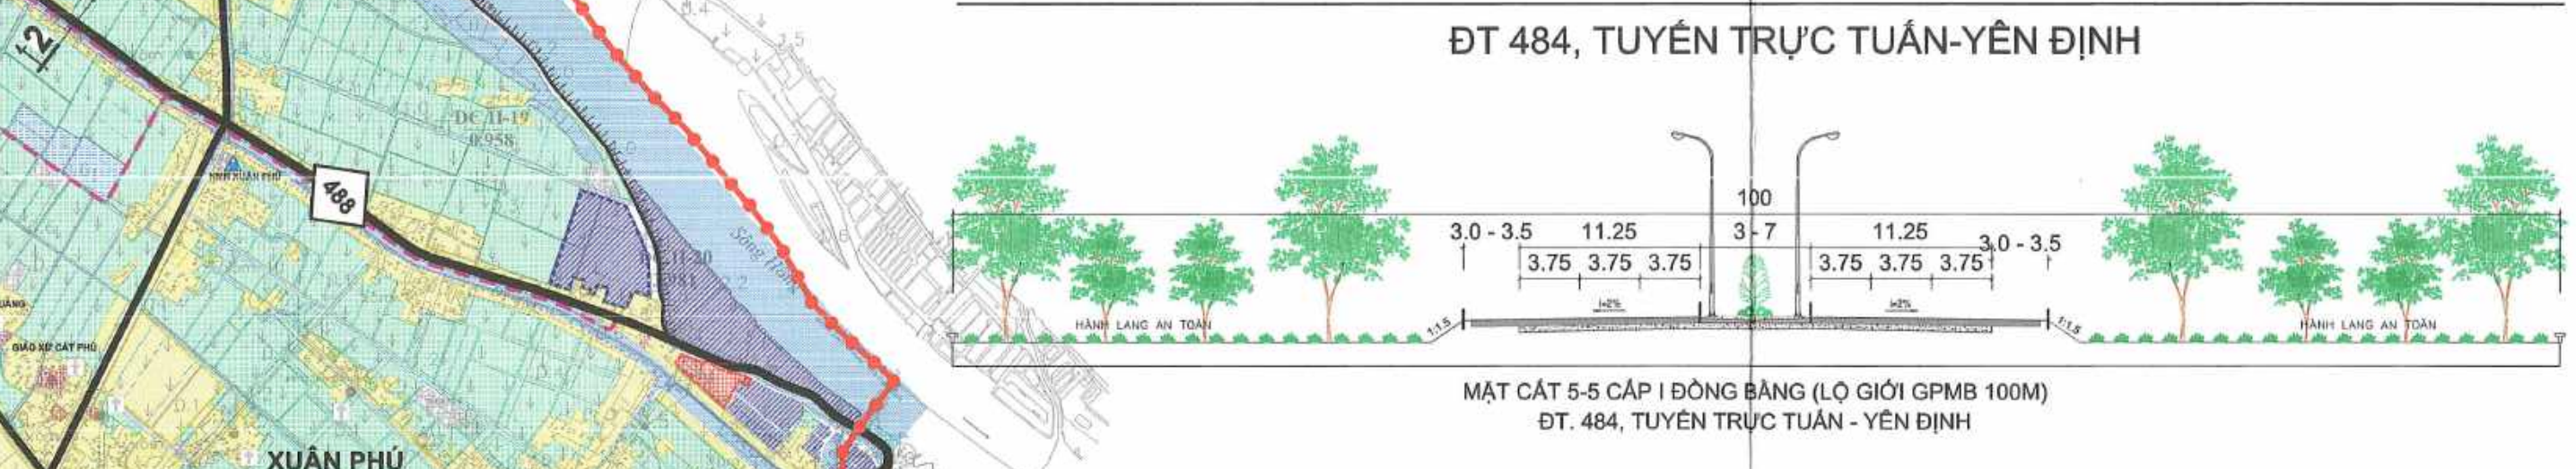 12
488
DC II-19
0.958
NMN XUÂN PHÚ
Sông Hồng
GIÁO XỨ CÁT PHÚ
XUÂN PHÚ
ĐT 484, TUYẾN TRỰC TUẤN-YÊN ĐỊNH
100
3.0 - 3.5 11.25 3 - 7 11.25 3.0 - 3.5
3.75 3.75 3.75 3.75 3.75 3.75
i=2% i=2%
HÀNH LANG AN TOÀN 1:1.5 1:1.5 HÀNH LANG AN TOÀN
MẶT CẮT 5-5 CẤP I ĐỒNG BẰNG (LỘ GIỚI GPMB 100M)
ĐT. 484, TUYẾN TRỰC TUẤN - YÊN ĐỊNH